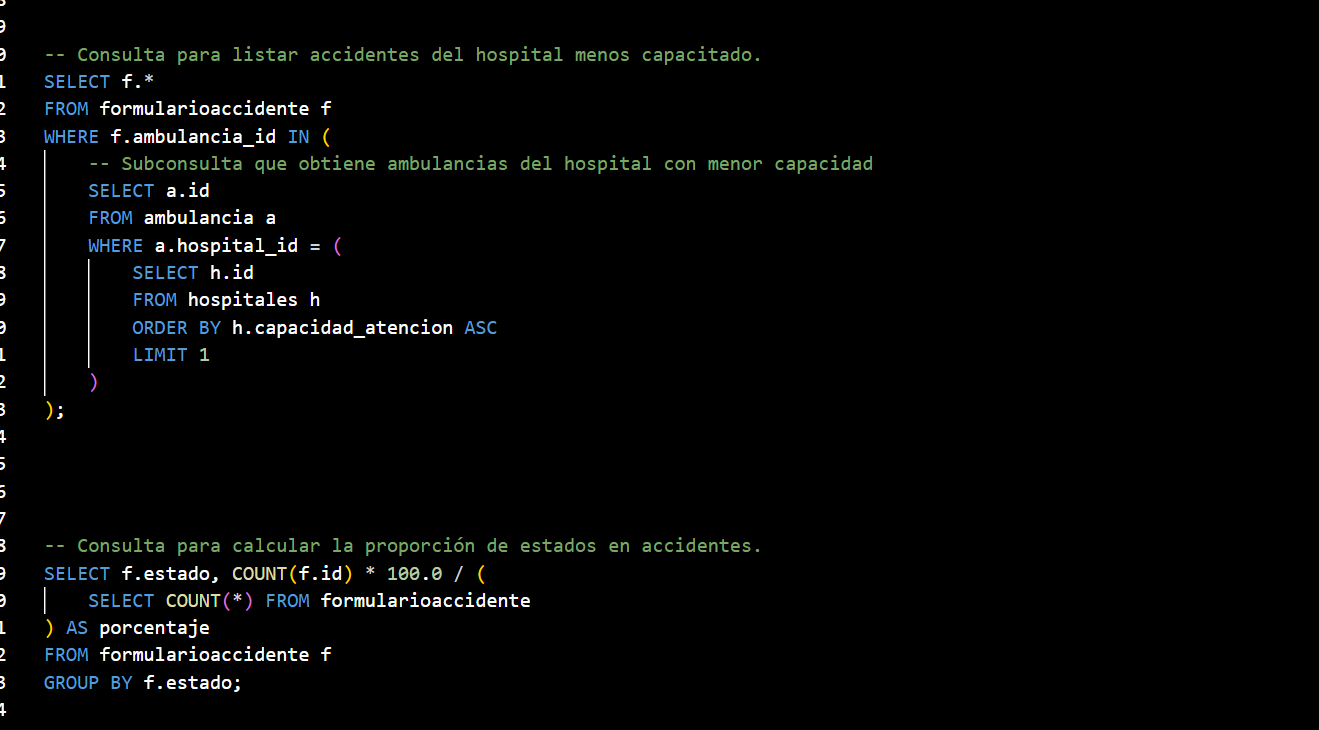 -- Consulta para listar accidentes del hospital menos capacitado.
SELECT f.*
FROM formularioaccidente f
WHERE f.ambulancia_id IN (
    -- Subconsulta que obtiene ambulancias del hospital con menor capacidad
    SELECT a.id
    FROM ambulancia a
    WHERE a.hospital_id = (
        SELECT h.id
        FROM hospitales h
        ORDER BY h.capacidad_atencion ASC
        LIMIT 1
    )
);
-- Consulta para calcular la proporción de estados en accidentes.
SELECT f.estado, COUNT(f.id) * 100.0 / (
    SELECT COUNT(*) FROM formularioaccidente
) AS porcentaje
FROM formularioaccidente f
GROUP BY f.estado;